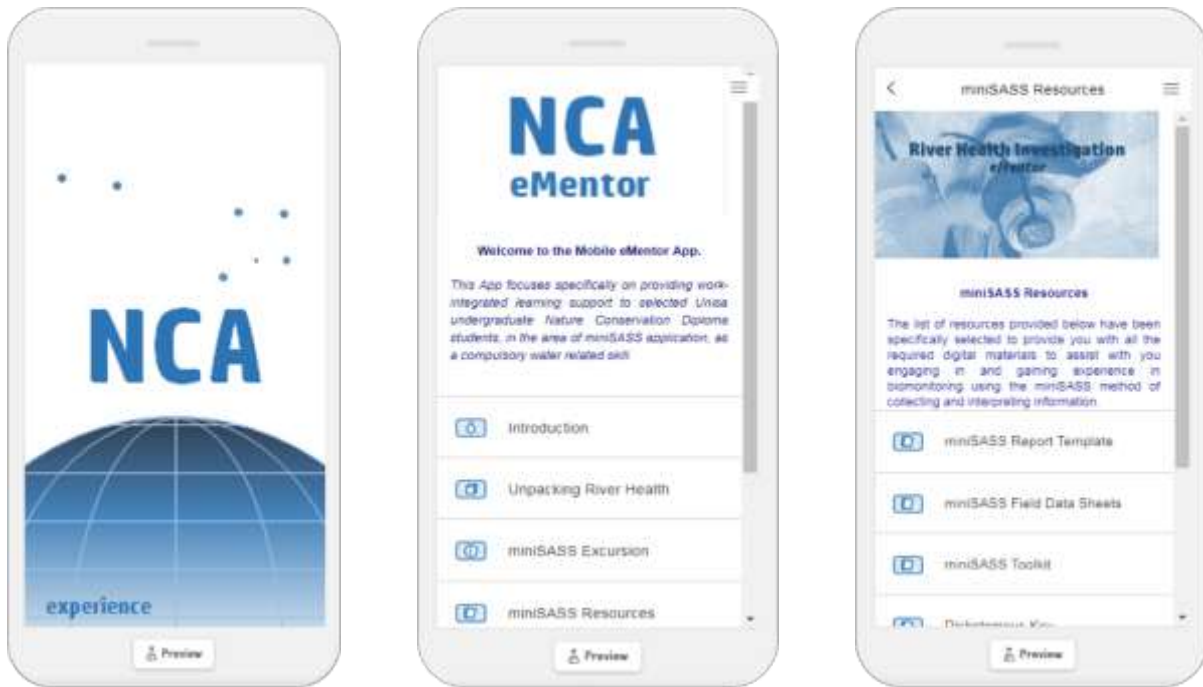 NCA
experience
Preview
NCA
eMentor
Welcome to the Mobile eMentor App.
This App focuses specifically on providing work-
integrated learning support to selected Unisa
undergraduate Nature Conservation Diploma
students, in the area of miniSASS application, as
a compulsory water related skill
Introduction
Unpacking River Health
miniSASS Excursion
miniSASS Resources
Preview
miniSASS Resources
River Health Investigation
eMentor
miniSASS Resources
The list of resources provided below have been
specifically selected to provide you with all the
required digital materials to assist with you
engaging in and gaining experience in
biomonitoring using the miniSASS method of
collecting and interpreting information
miniSASS Report Template
miniSASS Field Data Sheets
miniSASS Toolkit
Dichotomous Key
Preview